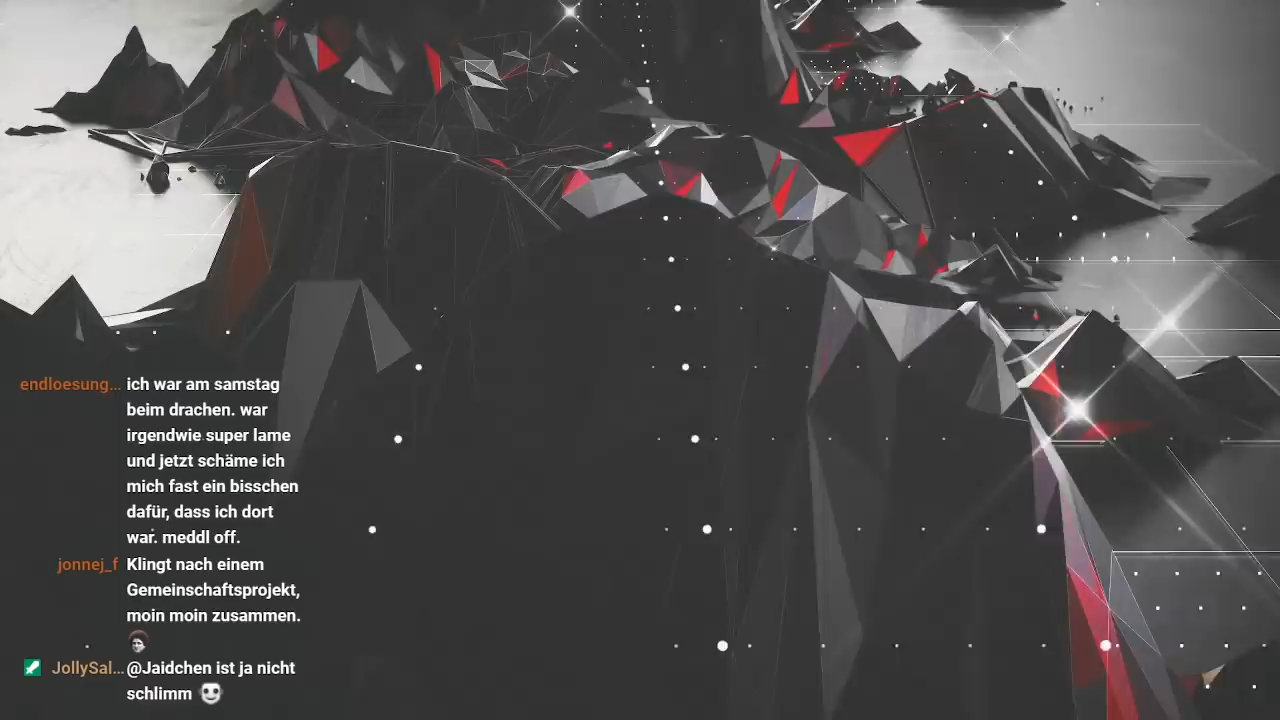 endloesung... ich war am samstag
beim drachen. war
irgendwie super lame
und jetzt schäme ich
mich fast ein bisschen
dafür, dass ich dort
war. meddl off.
jonnej_f Klingt nach einem
Gemeinschaftsprojekt,
moin moin zusammen.
JollySal... @Jaidchen ist ja nicht
schlimm